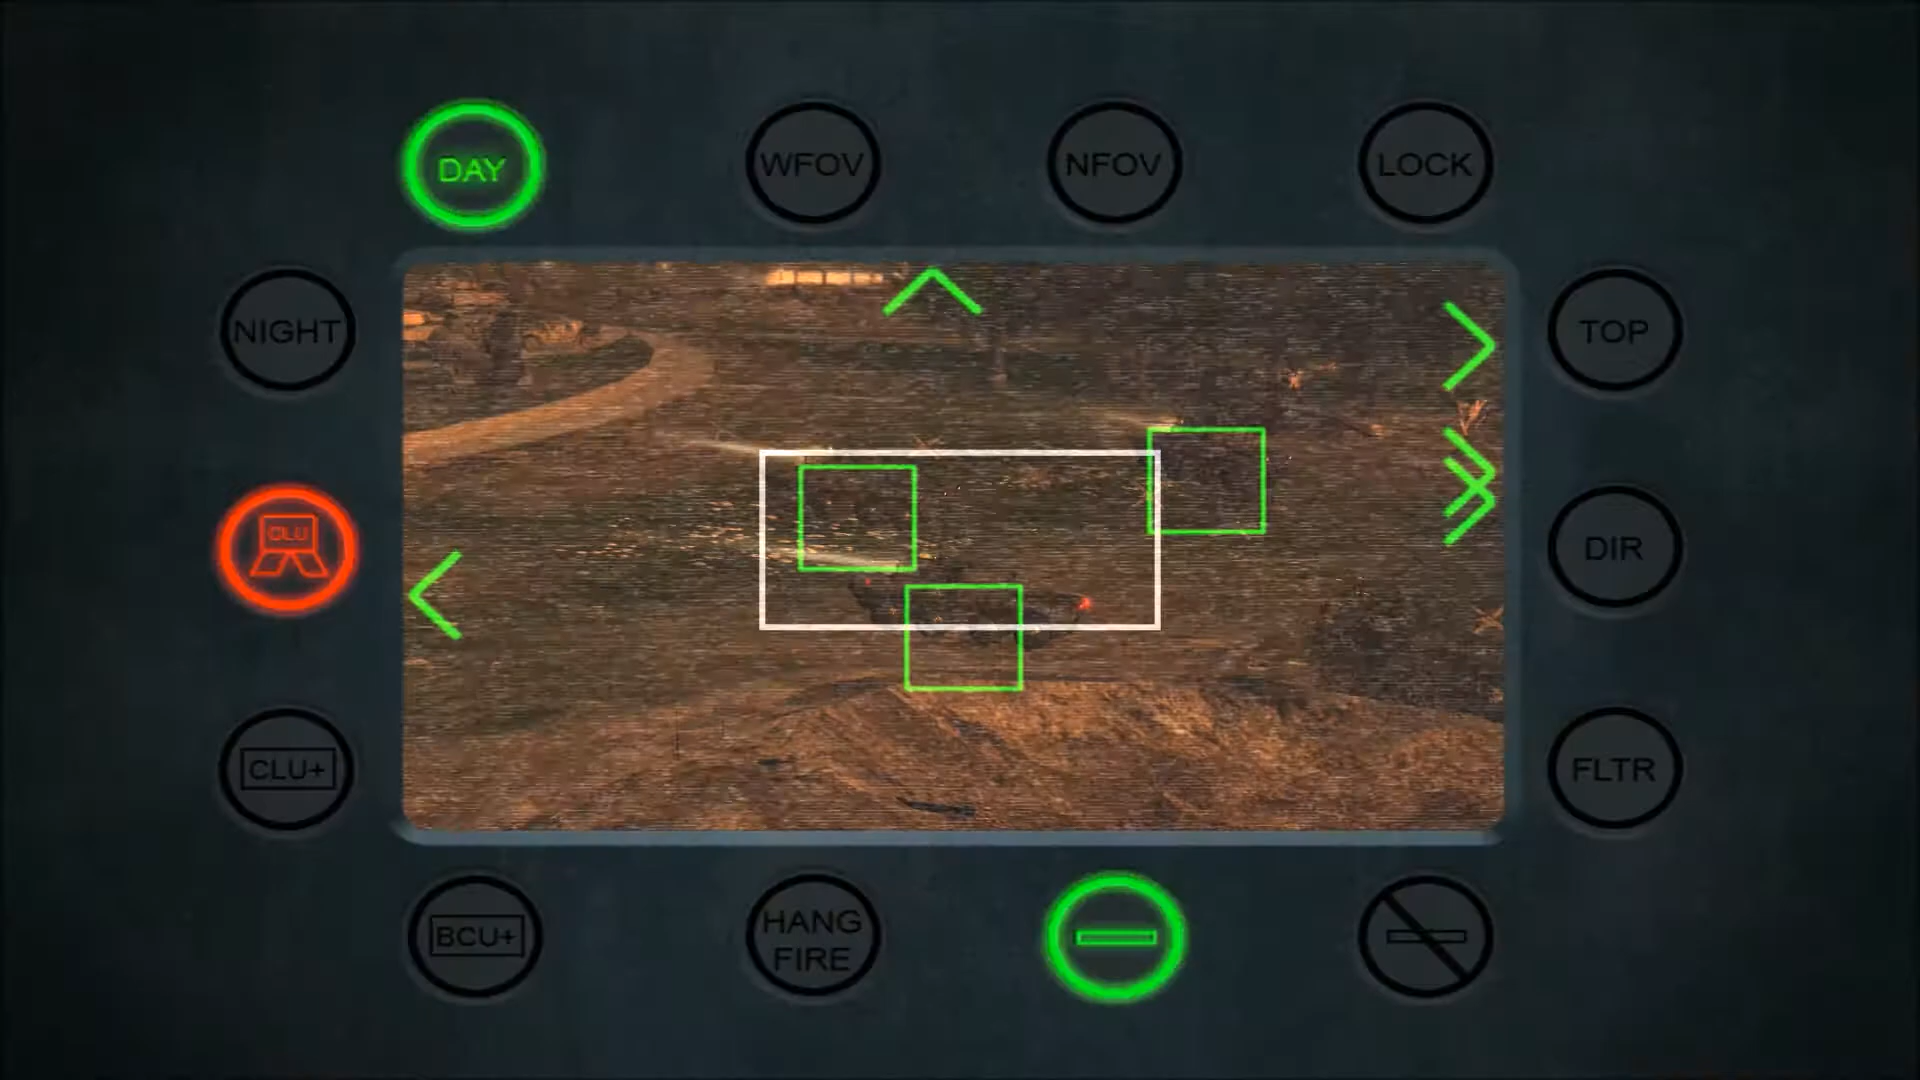 DAY
WFOV
NFOV
LOCK
NIGHT
TOP
CLU
DIR
CLU+
FLTR
BCU+
HANG
FIRE